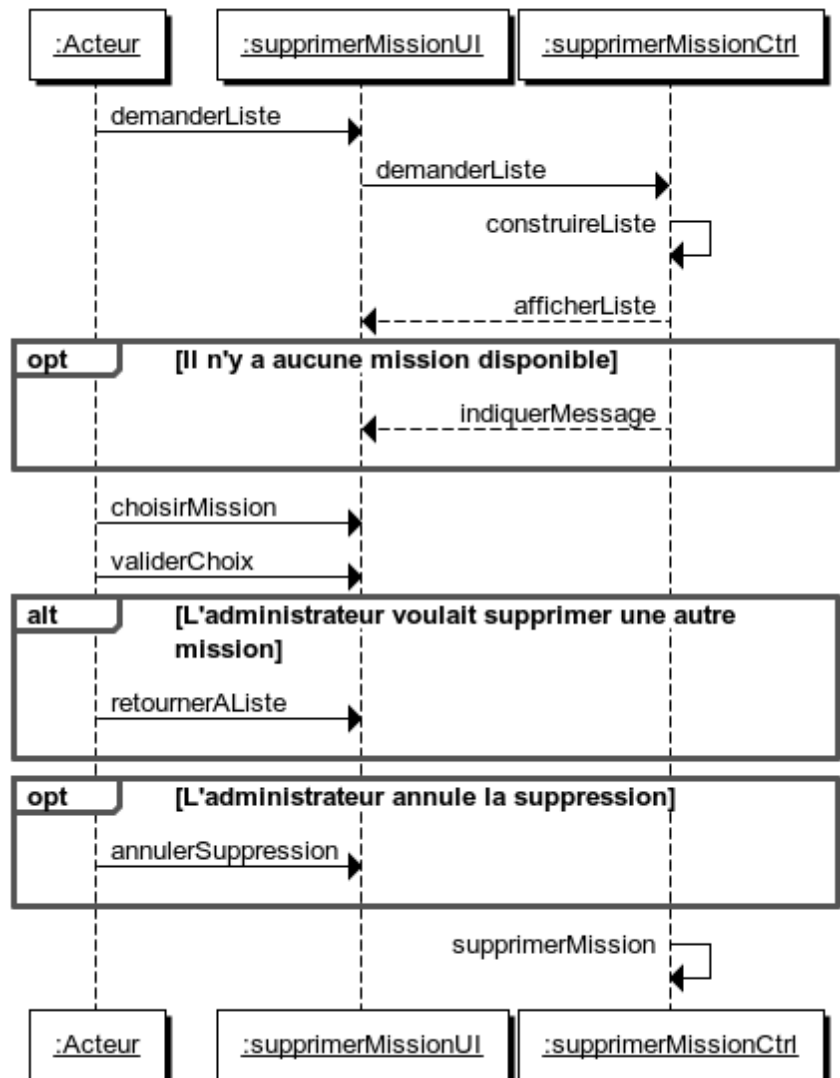 :Acteur :supprimerMissionUI :supprimerMissionCtrl
demanderListe
demanderListe
construireListe
afficherListe
opt [Il n'y a aucune mission disponible]
indiquerMessage
choisirMission
validerChoix
alt [L'administrateur voulait supprimer une autre
mission]
retournerAListe
opt [L'administrateur annule la suppression]
annulerSuppression
supprimerMission
:Acteur :supprimerMissionUI :supprimerMissionCtrl